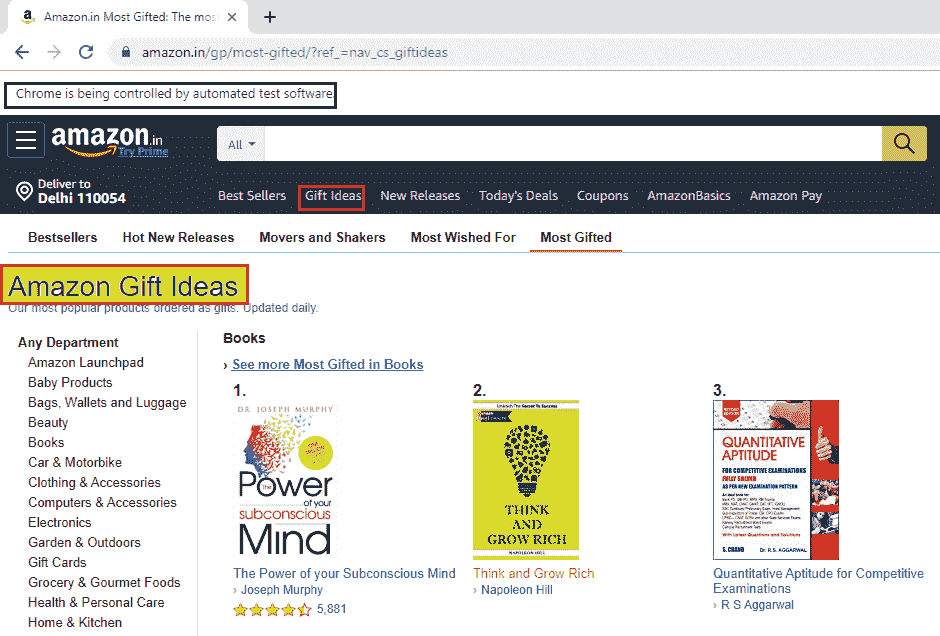 Amazon.in Most Gifted: The mos
amazon.in/gp/most-gifted/?ref_=nav_cs_giftideas
Chrome is being controlled by automated test software.
amazon.in
Try Prime
All
Deliver to
Delhi 110054
Best Sellers Gift Ideas New Releases Today's Deals Coupons AmazonBasics Amazon Pay
Bestsellers Hot New Releases Movers and Shakers Most Wished For Most Gifted
Amazon Gift Ideas
Our most popular products ordered as gifts. Updated daily.
Any Department
Amazon Launchpad
Baby Products
Bags, Wallets and Luggage
Beauty
Books
Car & Motorbike
Clothing & Accessories
Computers & Accessories
Electronics
Garden & Outdoors
Gift Cards
Grocery & Gourmet Foods
Health & Personal Care
Home & Kitchen
Books
› See more Most Gifted in Books
1.
DR JOSEPH MURPHY
The
Power
of your
subconscious
Mind
The Power of your Subconscious Mind
› Joseph Murphy
5,881
2.
THINK
AND
GROW RICH
NAPOLEON HILL
Think and Grow Rich
› Napoleon Hill
3.
QUANTITATIVE
APTITUDE
FOR COMPETITIVE EXAMINATIONS
FULLY SOLVED
AS PER NEW EXAMINATION PATTERN
With Latest Questions and Solutions
S. CHAND Dr. R.S. AGGARWAL
Quantitative Aptitude for Competitive
Examinations
› R S Aggarwal